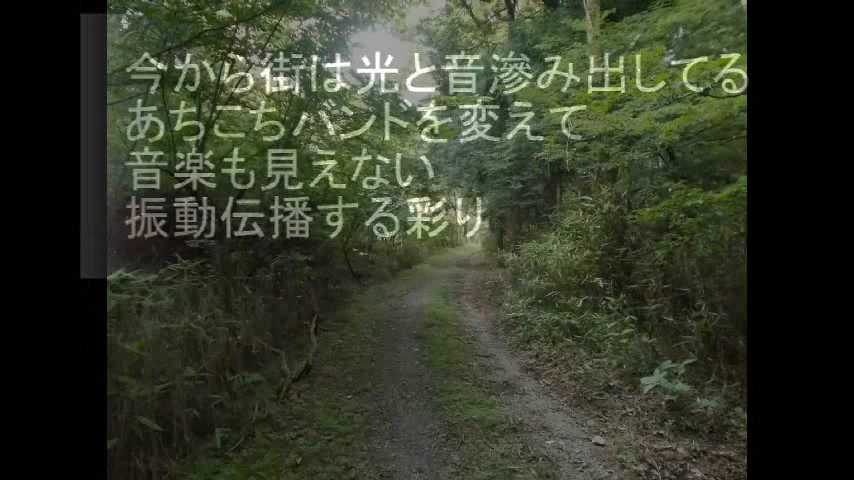 今から街は光と音滲み出してる
あちこちハントを変えて
音楽も見えない
振動伝播する彩り